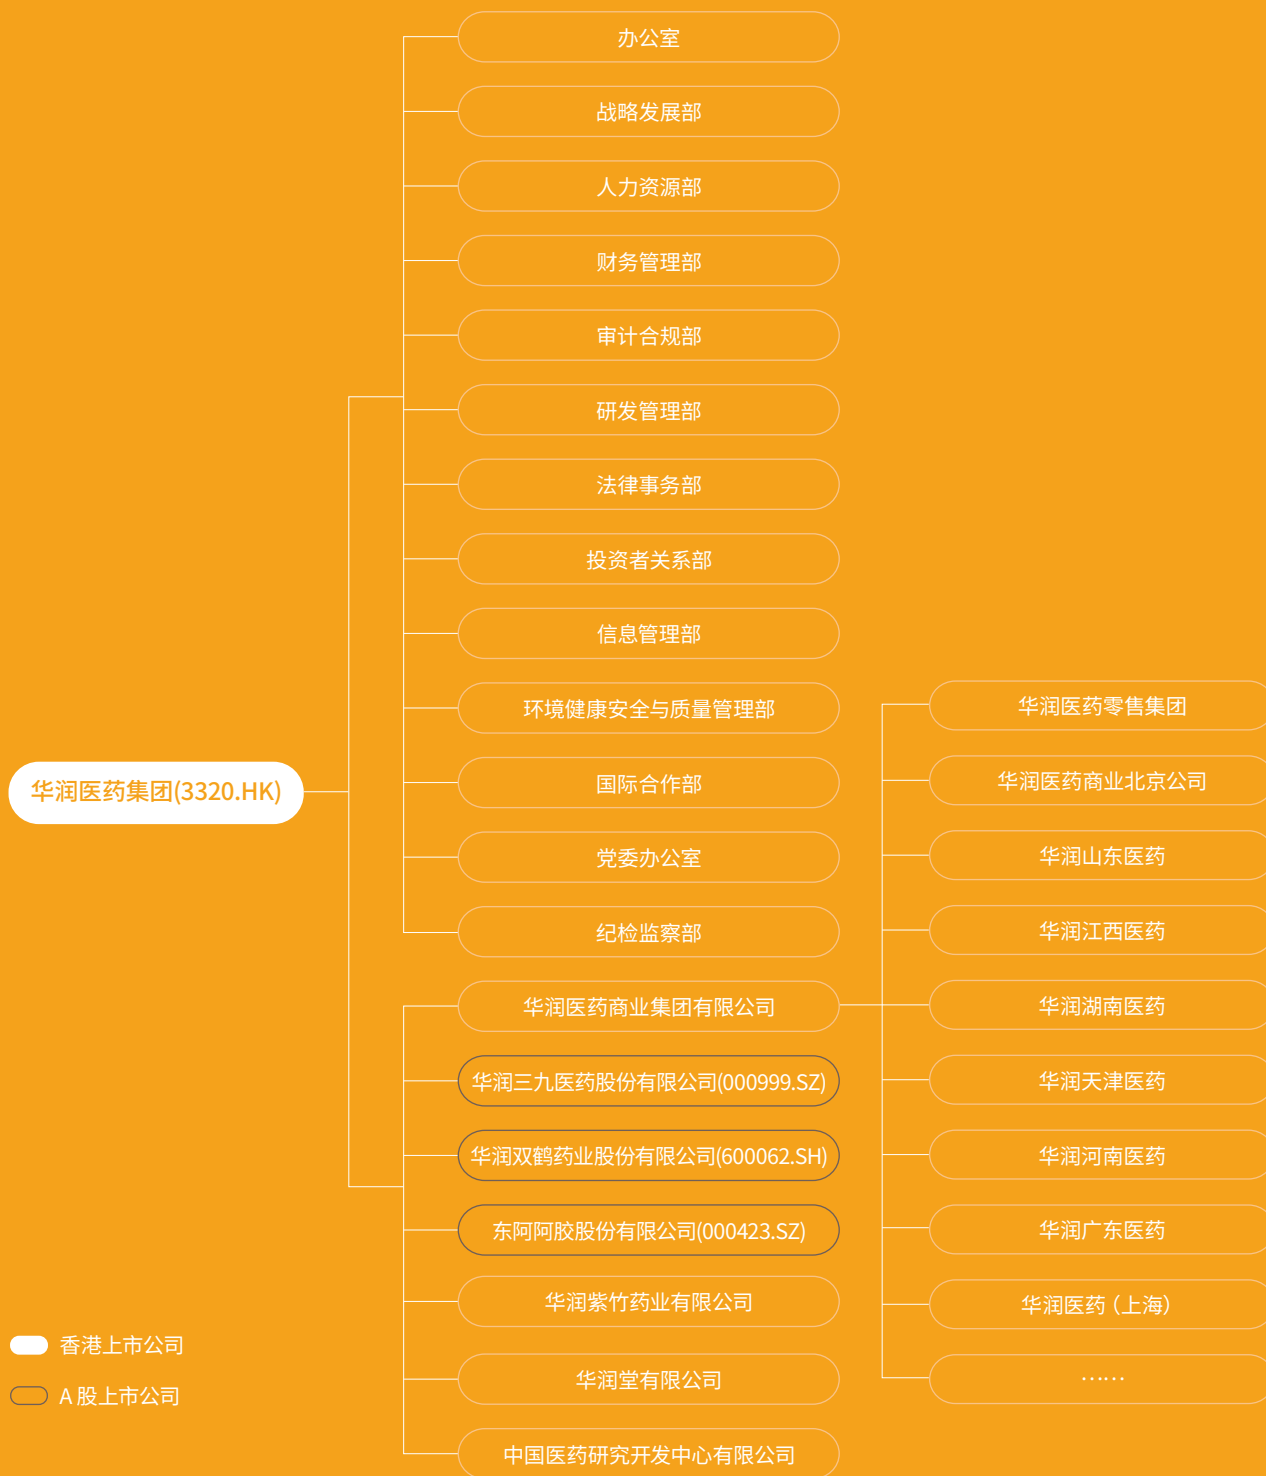 办公室
战略发展部
人力资源部
财务管理部
审计合规部
研发管理部
法律事务部
投资者关系部
信息管理部
环境健康安全与质量管理部
国际合作部
党委办公室
纪检监察部
华润医药集团(3320.HK)
华润医药商业集团有限公司
华润三九医药股份有限公司(000999.SZ)
华润双鹤药业股份有限公司(600062.SH)
东阿阿胶股份有限公司(000423.SZ)
华润紫竹药业有限公司
华润堂有限公司
中国医药研究开发中心有限公司
华润医药零售集团
华润医药商业北京公司
华润山东医药
华润江西医药
华润湖南医药
华润天津医药
华润河南医药
华润广东医药
华润医药（上海）
……
香港上市公司
A 股上市公司